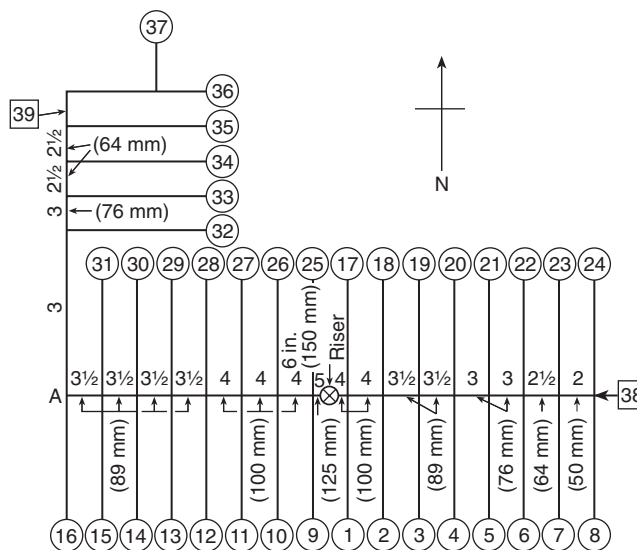 37
36
39
35
2½ (64 mm)
34
2½
33
3 (76 mm)
32
N
31 30 29 28 27 26 25 17 18 19 20 21 22 23 24
3
6 in.
(150 mm)
Riser
A 3½ 3½ 3½ 3½ 4 4 4 5 4 4 3½ 3½ 3 3 2½ 2 38
(89 mm) (100 mm) (125 mm) (100 mm) (89 mm) (76 mm) (64 mm) (50 mm)
16 15 14 13 12 11 10 9 1 2 3 4 5 6 7 8